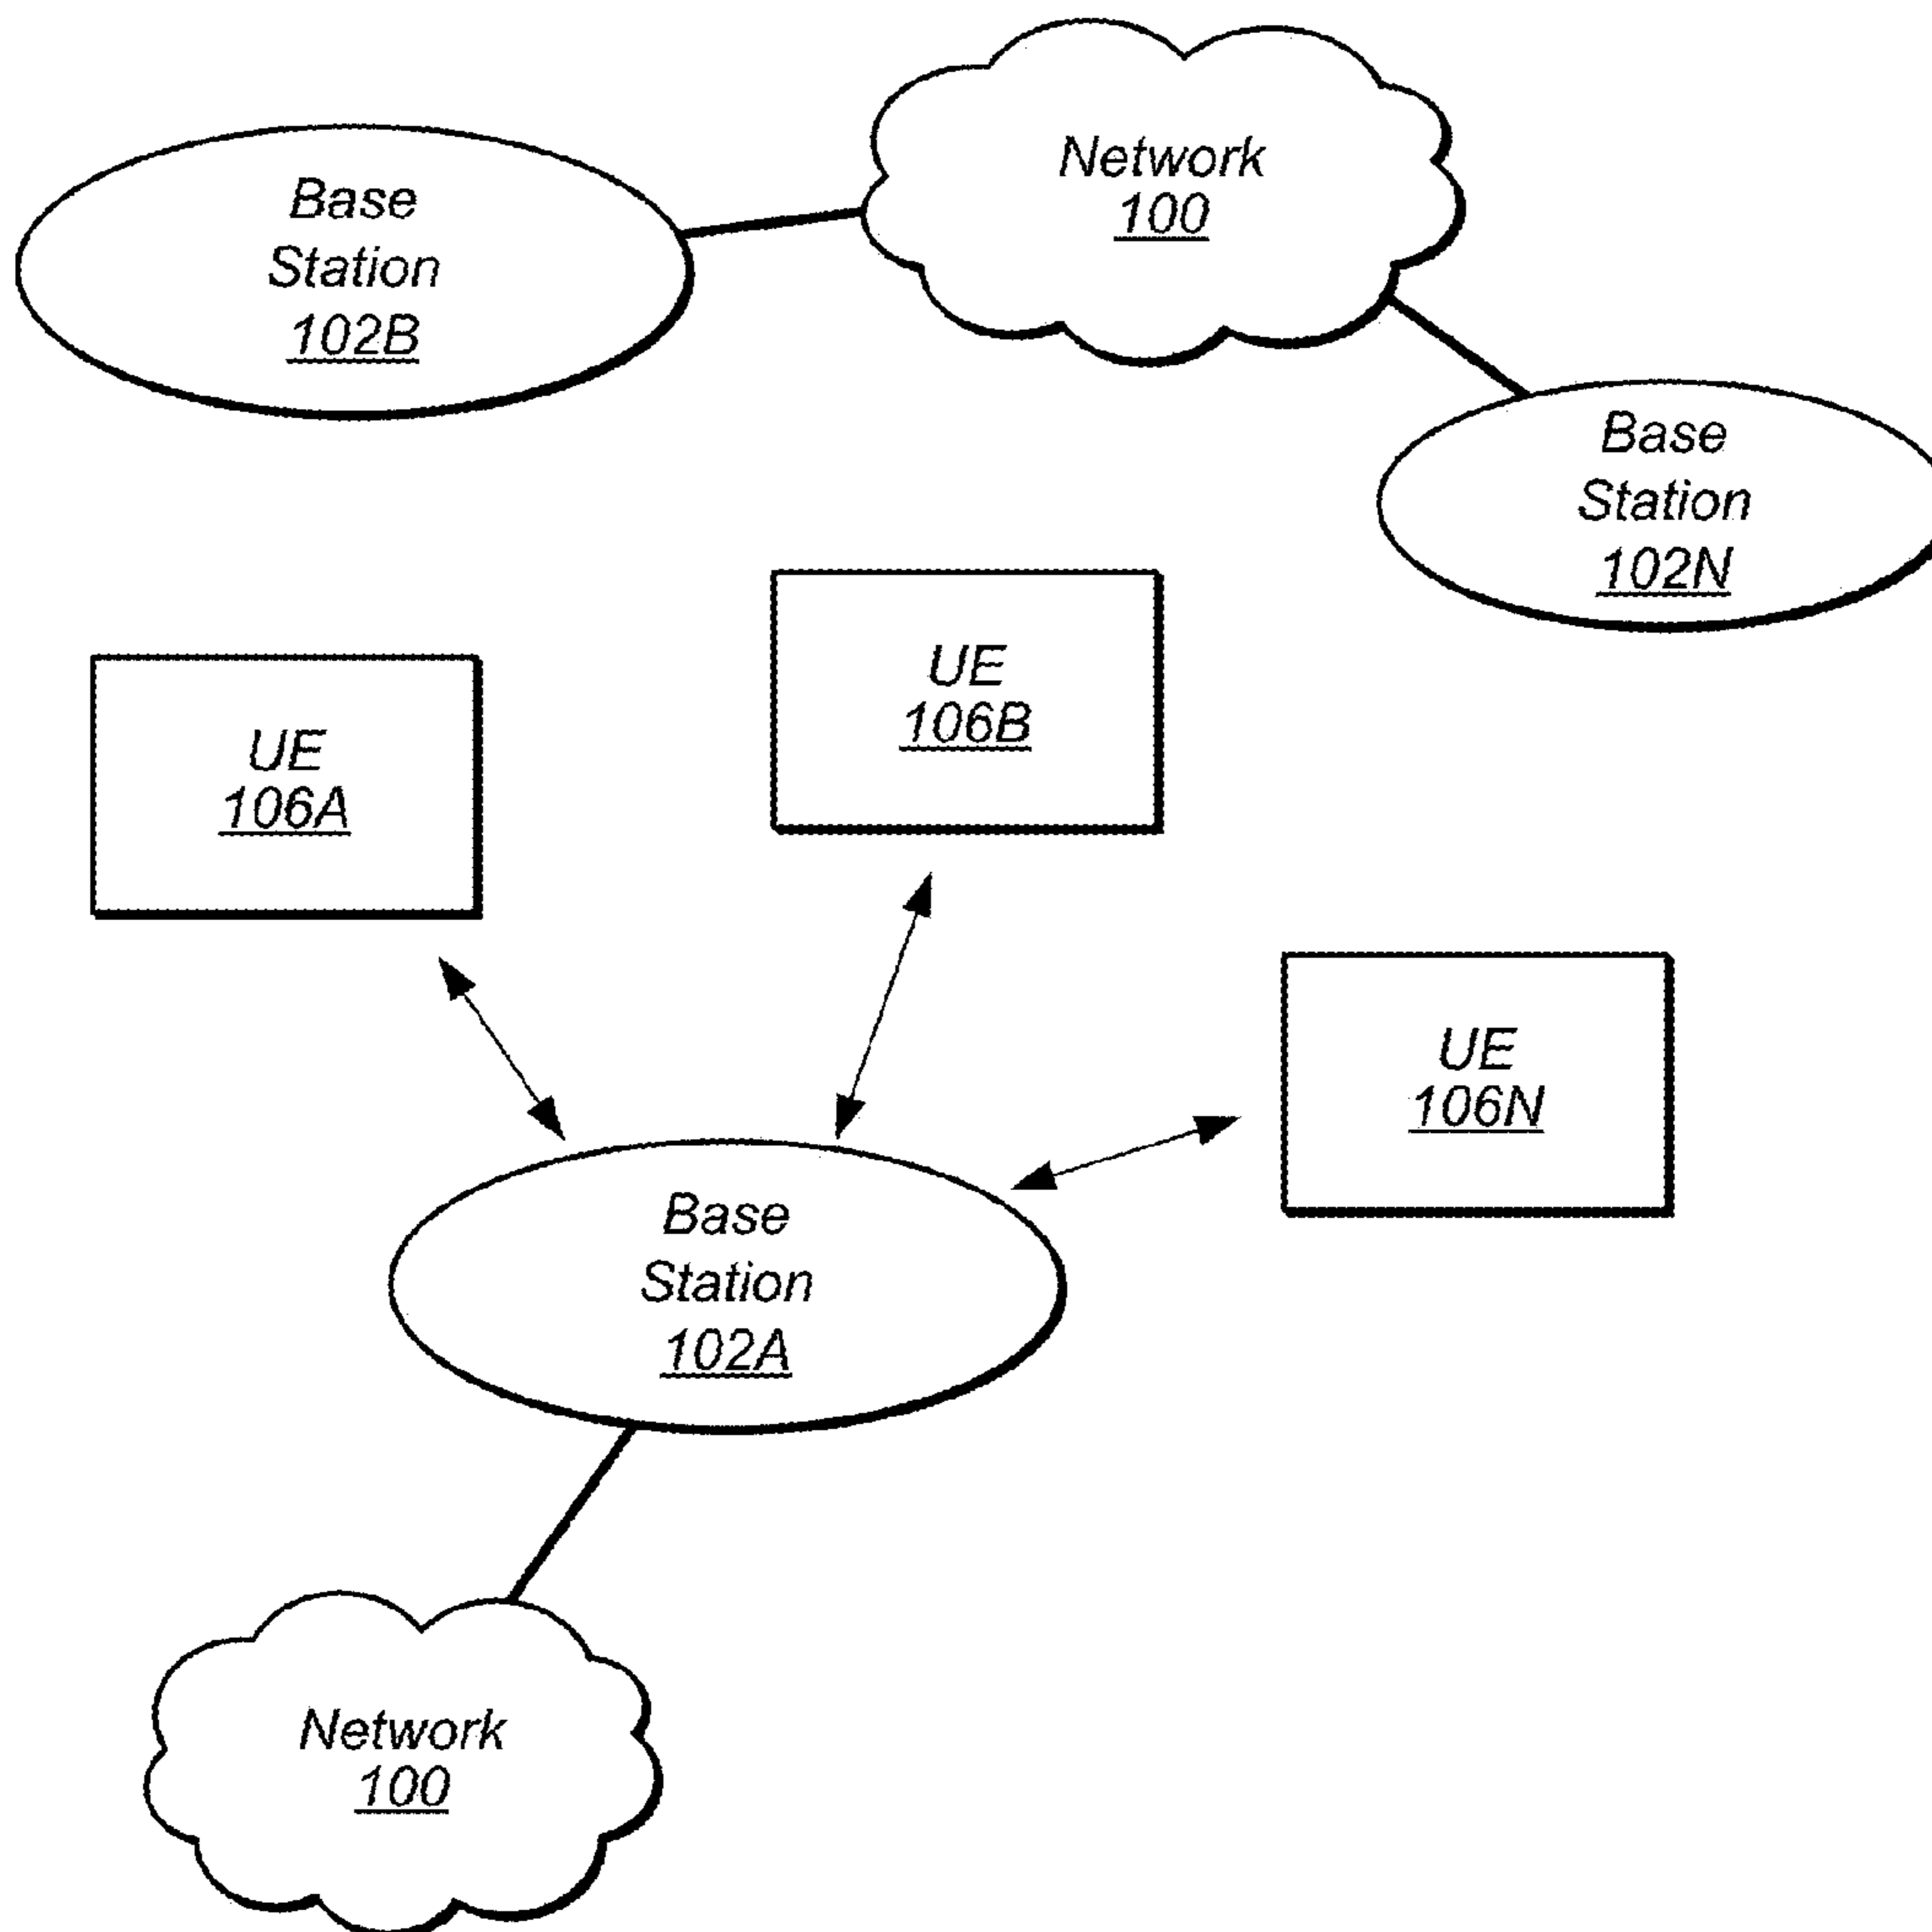 Network
100
Base
Station
102B
Base
Station
102N
UE
106B
UE
106A
UE
106N
Base
Station
102A
Network
100